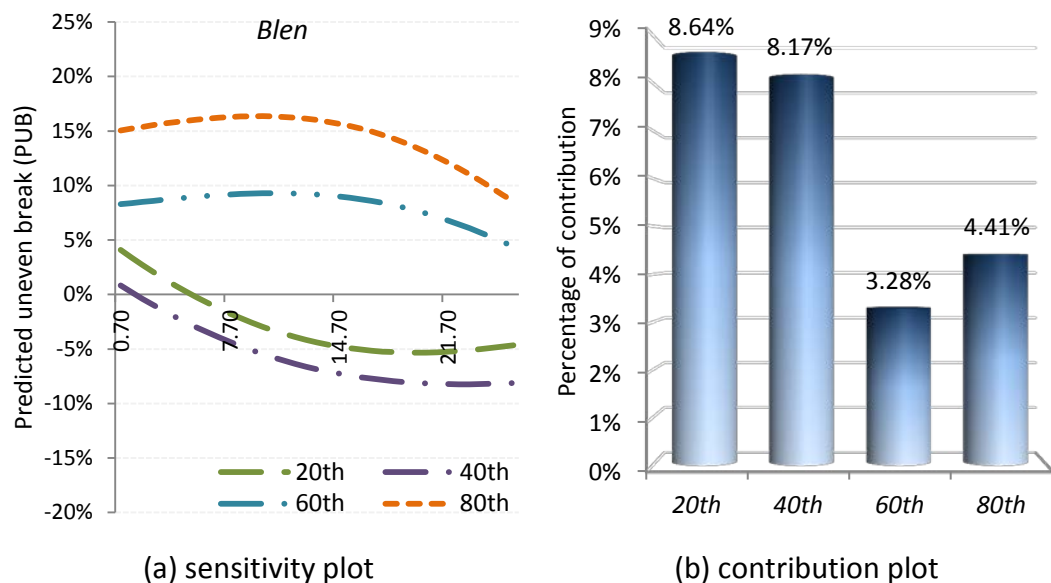 Blen
Predicted uneven break (PUB)
25%
20%
15%
10%
5%
0%
-5%
-10%
-15%
-20%
0.70
7.70
14.70
21.70
20th
40th
60th
80th
(a) sensitivity plot
Percentage of contribution
9%
8%
7%
6%
5%
4%
3%
2%
1%
0%
8.64%
8.17%
3.28%
4.41%
20th
40th
60th
80th
(b) contribution plot